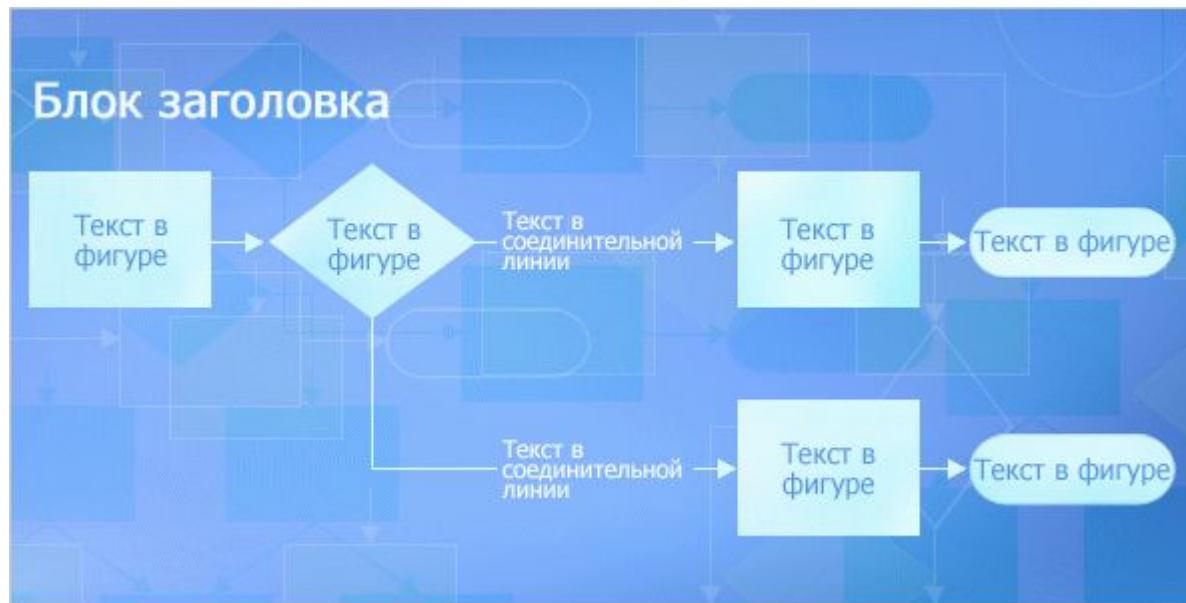 Блок заголовка
Текст в
фигуре
Текст в
фигуре
Текст в
соединительной
линии
Текст в
фигуре
Текст в фигуре
Текст в
соединительной
линии
Текст в
фигуре
Текст в фигуре